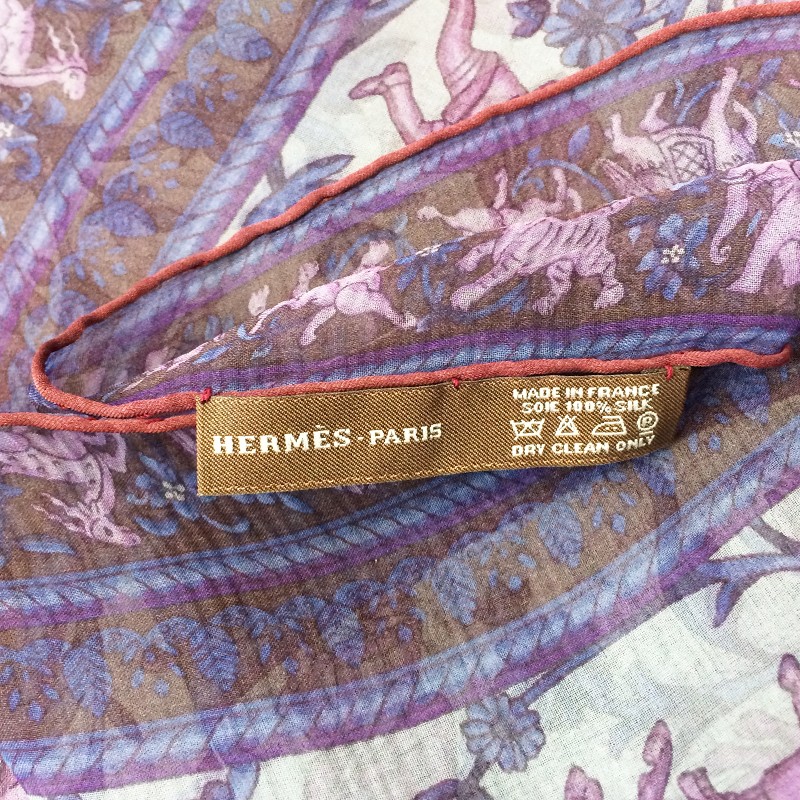 HERMÈS-PARIS
MADE IN FRANCE
SOIE 100% SILK
DRY CLEAN ONLY